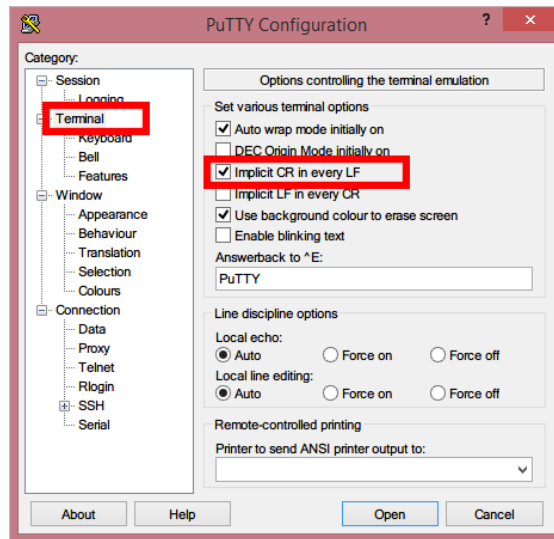 PuTTY Configuration
?
×
Category:
Session
Logging
Terminal
Keyboard
Bell
Features
Window
Appearance
Behaviour
Translation
Selection
Colours
Connection
Data
Proxy
Telnet
Rlogin
SSH
Serial
Options controlling the terminal emulation
Set various terminal options
Auto wrap mode initially on
DEC Origin Mode initially on
Implicit CR in every LF
Implicit LF in every CR
Use background colour to erase screen
Enable blinking text
Answerback to ^E:
PuTTY
Line discipline options
Local echo:
Auto Force on Force off
Local line editing:
Auto Force on Force off
Remote-controlled printing
Printer to send ANSI printer output to:
About Help Open Cancel